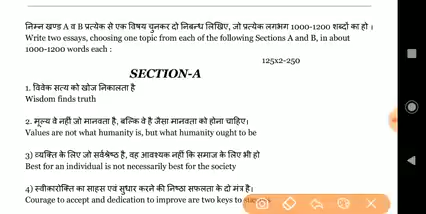 निम्न खण्ड A व B प्रत्येक से एक विषय चुनकर दो निबन्ध लिखिए, जो प्रत्येक लगभग 1000-1200 शब्दों का हो ।
Write two essays, choosing one topic from each of the following Sections A and B, in about
1000-1200 words each :
125x2-250
SECTION-A
1. विवेक सत्य को खोज निकालता है
Wisdom finds truth
2. मूल्य वे नहीं जो मानवता है, बल्कि वे है जैसा मानवता को होना चाहिए।
Values are not what humanity is, but what humanity ought to be
3) व्यक्ति के लिए जो सर्वश्रेष्ठ है, वह आवश्यक नहीं कि समाज के लिए भी हो
Best for an individual is not necessarily best for society
4) स्वीकारोक्ति का साहस एवं सुधार करने की निष्ठा सफलता के दो मंत्र है।
Courage to accept and dedication to improve are two keys to